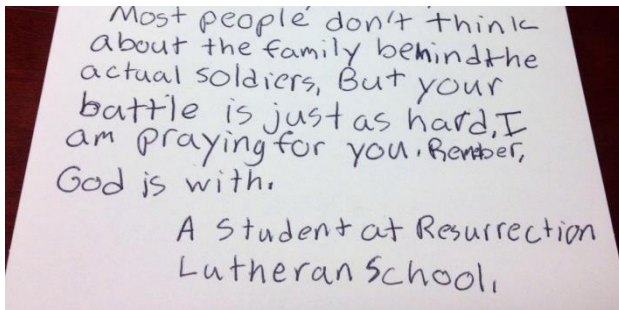 Most people don't think
about the family behind the
actual soldiers, But your
battle is just as hard, I
am praying for you. Rember,
God is with.
A Student at Resurrection
Lutheran School.